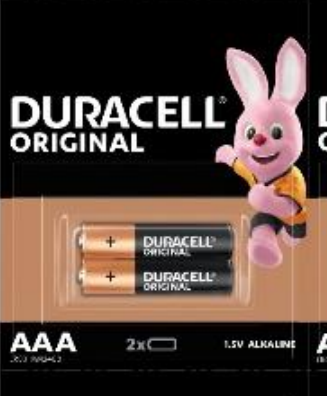 DURACELL®
ORIGINAL
+ DURACELL®
ORIGINAL
+ DURACELL®
ORIGINAL
AAA
2x
1.5V ALKALINE